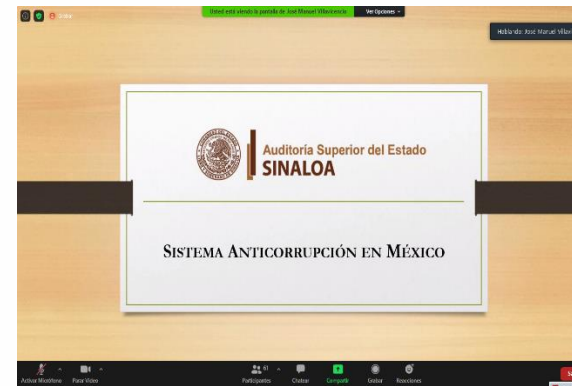 Usted está viendo la pantalla de José Manuel Villavicencio
Ver Opciones
Hablando: José Manuel Villav
Auditoría Superior del Estado
SINALOA
SISTEMA ANTICORRUPCIÓN EN MÉXICO
Activar Micrófono
Parar Video
61
Participantes
Chatear
Compartir
Grabar
Reacciones